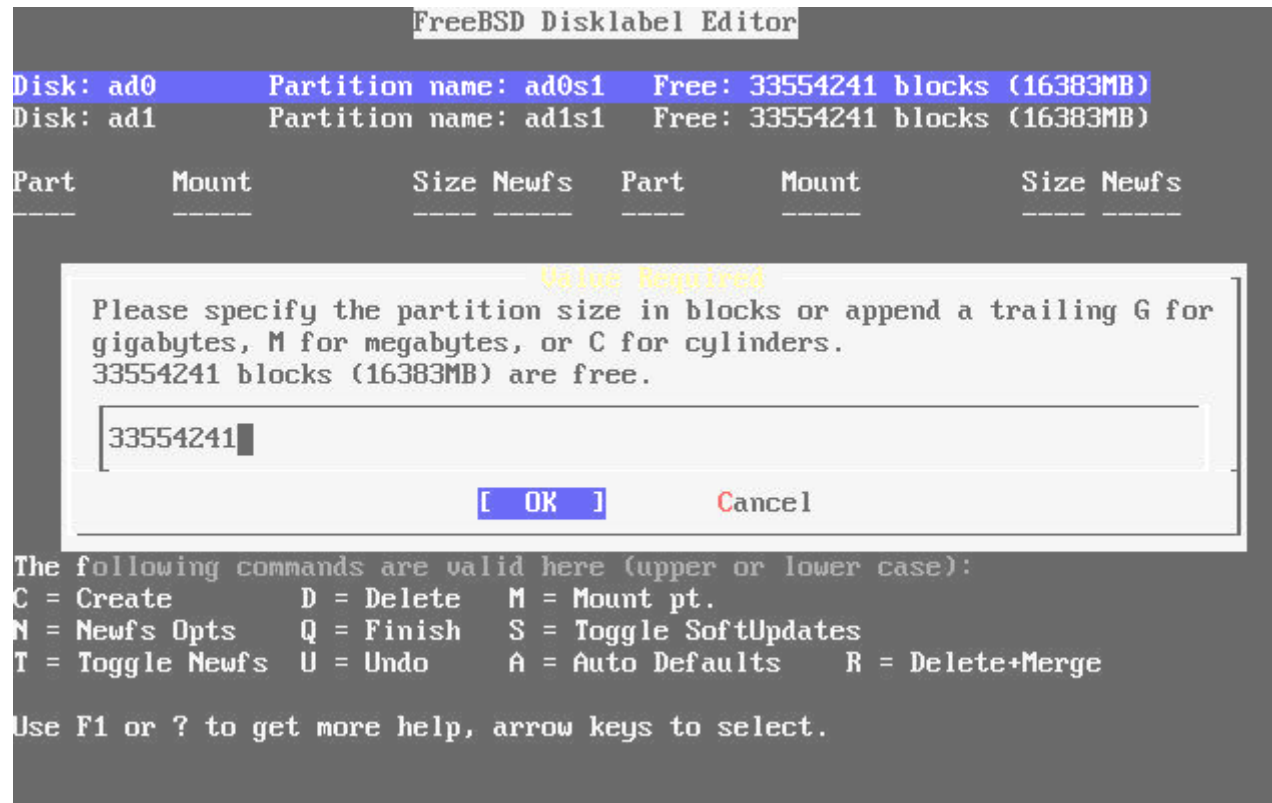 FreeBSD Disklabel Editor
Disk: ad0 Partition name: ad0s1 Free: 33554241 blocks (16383MB)
Disk: ad1 Partition name: ad1s1 Free: 33554241 blocks (16383MB)
Part Mount Size Newfs Part Mount Size Newfs
---- ----- ---- ----- ---- ----- ---- -----
Value Required
Please specify the partition size in blocks or append a trailing G for
gigabytes, M for megabytes, or C for cylinders.
33554241 blocks (16383MB) are free.
33554241
[ OK ] Cancel
The following commands are valid here (upper or lower case):
C = Create D = Delete M = Mount pt.
N = Newfs Opts Q = Finish S = Toggle SoftUpdates
T = Toggle Newfs U = Undo A = Auto Defaults R = Delete+Merge
Use F1 or ? to get more help, arrow keys to select.